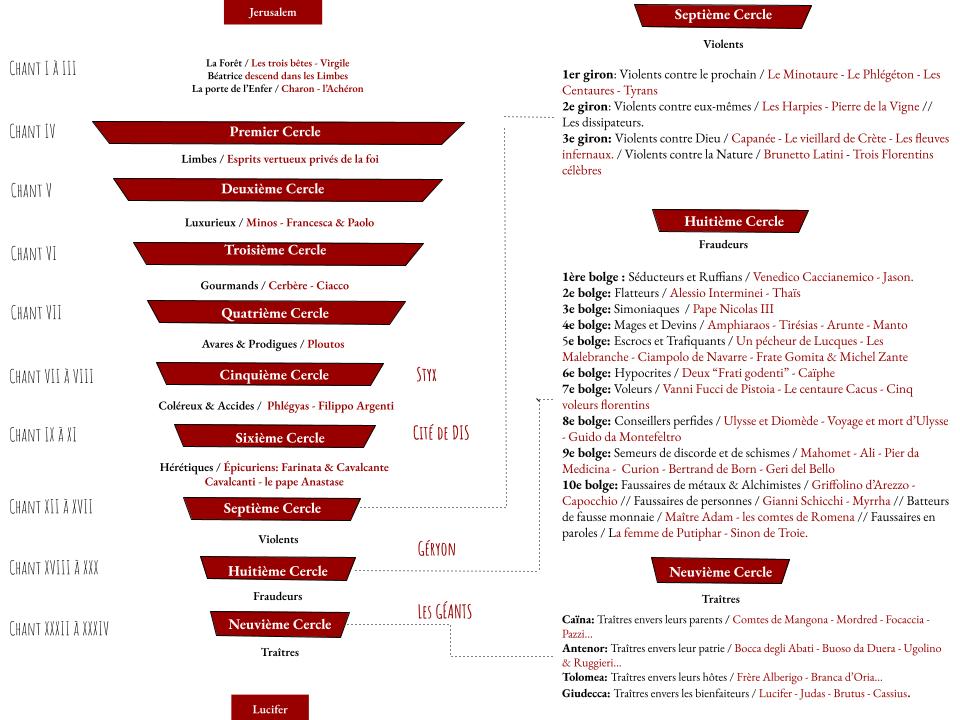 Jerusalem
Chant I à III
La Forêt / Les trois bêtes - Virgile
Béatrice descend dans les Limbes
La porte de l'Enfer / Charon - l'Achéron
Chant IV
Premier Cercle
Limbes / Esprits vertueux privés de la foi
Chant V
Deuxième Cercle
Luxurieux / Minos - Francesca & Paolo
Chant VI
Troisième Cercle
Gourmands / Cerbère - Ciacco
Chant VII
Quatrième Cercle
Avares & Prodigues / Ploutos
Chant VII à VIII
Cinquième Cercle
Styx
Coléreux & Accides / Phlégyas - Filippo Argenti
Chant IX à XI
Sixième Cercle
Cité de DIS
Hérétiques / Épicuriens: Farinata & Cavalcante
Cavalcanti - le pape Anastase
Chant XII à XVII
Septième Cercle
Violents
Géryon
Chant XVIII à XXX
Huitième Cercle
Fraudeurs
Les GÉANTS
Chant XXXII à XXXIV
Neuvième Cercle
Traîtres
Lucifer
Septième Cercle
Violents
1er giron: Violents contre le prochain / Le Minotaure - Le Phlégéton - Les
Centaures - Tyrans
2e giron: Violents contre eux-mêmes / Les Harpies - Pierre de la Vigne //
Les dissipateurs.
3e giron: Violents contre Dieu / Capanée - Le vieillard de Crète - Les fleuves
infernaux. / Violents contre la Nature / Brunetto Latini - Trois Florentins
célèbres
Huitième Cercle
Fraudeurs
1ère bolge : Séducteurs et Ruffians / Venedico Caccianemico - Jason.
2e bolge: Flatteurs / Alessio Interminei - Thaïs
3e bolge: Simoniaques / Pape Nicolas III
4e bolge: Mages et Devins / Amphiaraos - Tirésias - Arunte - Manto
5e bolge: Escrocs et Trafiquants / Un pécheur de Lucques - Les
Malebranche - Ciampolo de Navarre - Frate Gomita & Michel Zante
6e bolge: Hypocrites / Deux “Frati godenti” - Caïphe
7e bolge: Voleurs / Vanni Fucci de Pistoia - Le centaure Cacus - Cinq
voleurs florentins
8e bolge: Conseillers perfides / Ulysse et Diomède - Voyage et mort d'Ulysse
- Guido da Montefeltro
9e bolge: Semeurs de discorde et de schismes / Mahomet - Ali - Pier da
Medicina - Curion - Bertrand de Born - Geri del Bello
10e bolge: Faussaires de métaux & Alchimistes / Griffolino d'Arezzo -
Capocchio // Faussaires de personnes / Gianni Schicchi - Myrrha // Batteurs
de fausse monnaie / Maître Adam - les comtes de Romena // Faussaires en
paroles / La femme de Putiphar - Sinon de Troie.
Neuvième Cercle
Traîtres
Caïna: Traîtres envers leurs parents / Comtes de Mangona - Mordred - Focaccia -
Pazzi...
Antenor: Traîtres envers leur patrie / Bocca degli Abati - Buoso da Duera - Ugolino
& Ruggieri...
Tolomea: Traîtres envers leurs hôtes / Frère Alberigo - Branca d'Oria...
Giudecca: Traîtres envers les bienfaiteurs / Lucifer - Judas - Brutus - Cassius.